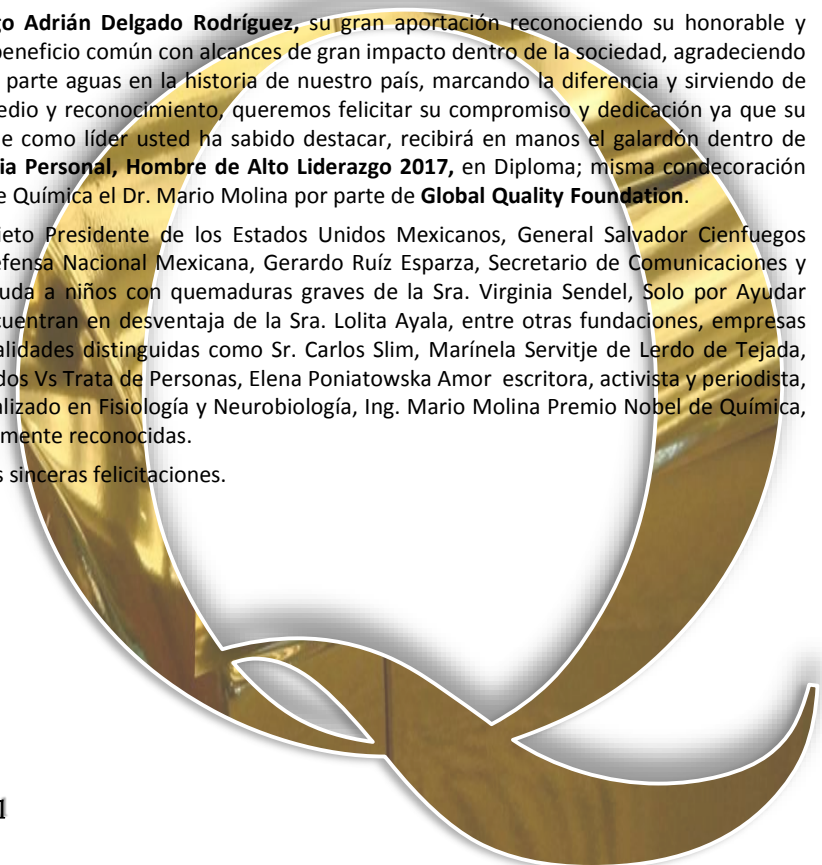 go Adrián Delgado Rodríguez, su gran aportación reconociendo su honorable y
beneficio común con alcances de gran impacto dentro de la sociedad, agradeciendo
parte aguas en la historia de nuestro país, marcando la diferencia y sirviendo de
edio y reconocimiento, queremos felicitar su compromiso y dedicación ya que su
e como líder usted ha sabido destacar, recibirá en manos el galardón dentro de
ia Personal, Hombre de Alto Liderazgo 2017, en Diploma; misma condecoración
e Química el Dr. Mario Molina por parte de Global Quality Foundation.
ieto Presidente de los Estados Unidos Mexicanos, General Salvador Cienfuegos
efensa Nacional Mexicana, Gerardo Ruíz Esparza, Secretario de Comunicaciones y
uda a niños con quemaduras graves de la Sra. Virginia Sendel, Solo por Ayudar
cuentran en desventaja de la Sra. Lolita Ayala, entre otras fundaciones, empresas
alidades distinguidas como Sr. Carlos Slim, Marínela Servitje de Lerdo de Tejada,
dos Vs Trata de Personas, Elena Poniatowska Amor escritora, activista y periodista,
alizado en Fisiología y Neurobiología, Ing. Mario Molina Premio Nobel de Química,
mente reconocidas.
s sinceras felicitaciones.
Q
l